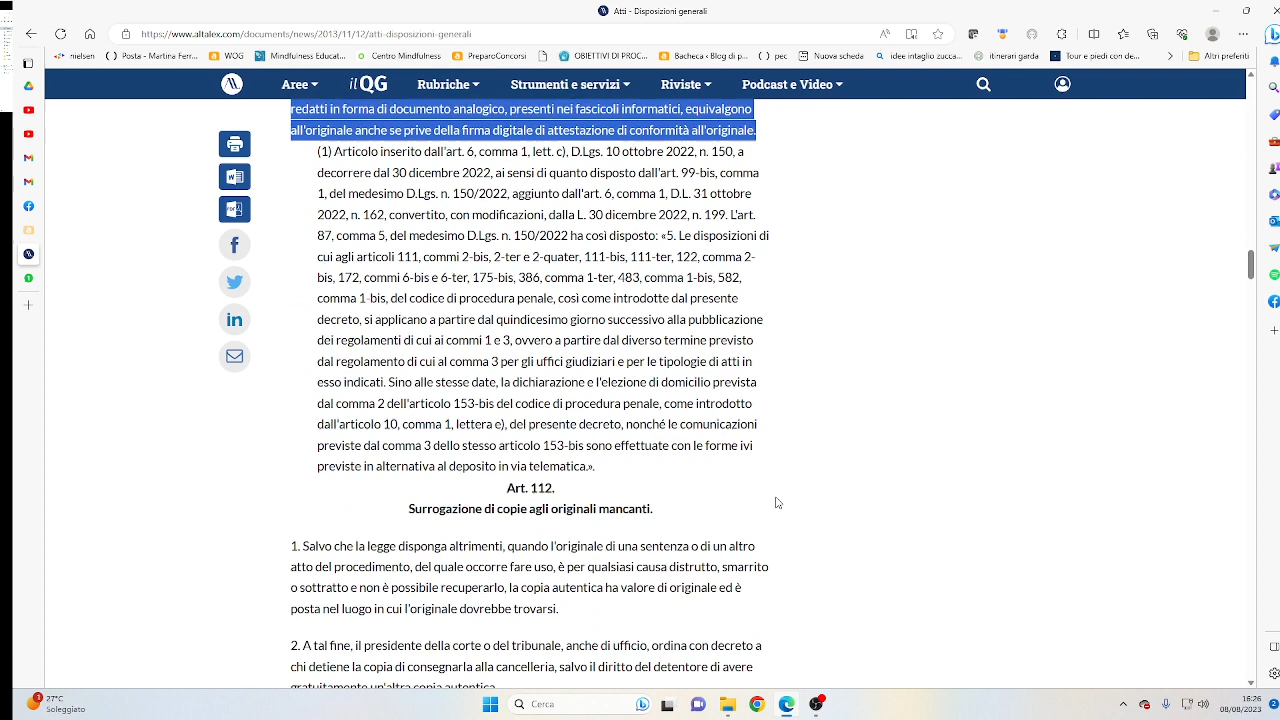 Atti - Disposizioni generali
https://www.altalex.com/documents/news/2013/11/12/atti-disposizioni-generali
nielsen
Posta - Martina Ferr...
WOG
Mindfulness Educat...
Corso: Mindfulness...
PreparoConcorsi
OBIETTIVI DI PROC...
Bacheca » Blog d...
pecc
Nuova scheda
Idee intaglio zucca...
Itinerari giardino
Tour a piedi con de...
Altri preferiti
Aree
il QG
Rubriche
Strumenti e servizi
Riviste
Podcast e Video
redatti in forma di documento analogico, presenti nei fascicoli informatici, equivalgono
all'originale anche se prive della firma digitale di attestazione di conformità all'originale.
(1) Articolo inserito dall'art. 6, comma 1, lett. c), D.Lgs. 10 ottobre 2022, n. 150, a
decorrere dal 30 dicembre 2022, ai sensi di quanto disposto dall'art. 99-bis, comma
1, del medesimo D.Lgs. n. 150/2022, aggiunto dall'art. 6, comma 1, D.L. 31 ottobre
2022, n. 162, convertito, con modificazioni, dalla L. 30 dicembre 2022, n. 199. L'art.
87, comma 5, del medesimo D.Lgs. n. 150/2022 ha così disposto: «5. Le disposizioni di
cui agli articoli 111, commi 2-bis, 2-ter e 2-quater, 111-bis, 111-ter, 122, comma 2-
bis, 172, commi 6-bis e 6-ter, 175-bis, 386, comma 1-ter, 483, comma 1-bis, 582,
comma 1-bis, del codice di procedura penale, così come introdotte dal presente
decreto, si applicano a partire dal quindicesimo giorno successivo alla pubblicazione
dei regolamenti di cui ai commi 1 e 3, ovvero a partire dal diverso termine previsto
dal regolamento di cui al comma 3 per gli uffici giudiziari e per le tipologie di atti in
esso indicati. Sino alle stesse date, la dichiarazione e l'elezione di domicilio prevista
dal comma 2 dell'articolo 153-bis del codice di procedura penale, come introdotto
dall'articolo 10, comma 1, lettera e), del presente decreto, nonché le comunicazioni
previste dal comma 3 dello stesso articolo 153-bis sono effettuate con le forme ivi
previste in alternativa al deposito in via telematica.».
Art. 112.
Surrogazione di copie agli originali mancanti.
1. Salvo che la legge disponga altrimenti, quando l'originale di una sentenza o di un altro
atto del procedimento, del quale occorre fare uso, è per qualsiasi causa distrutto, smarrito
o sottratto e non è possibile recuperarlo, la copia autentica ha valore di originale ed è
posta nel luogo in cui l'originale dovrebbe trovarsi.
2. A tal fine, il presidente della corte o del tribunale, anche di ufficio, ordina con decreto a
chi detiene la copia di consegnarla alla cancelleria, salvo il diritto del detentore di avere
gratuitamente un'altra copia autentica.
27°C
Soleggiato
Cerca
16:26
08/08/2023